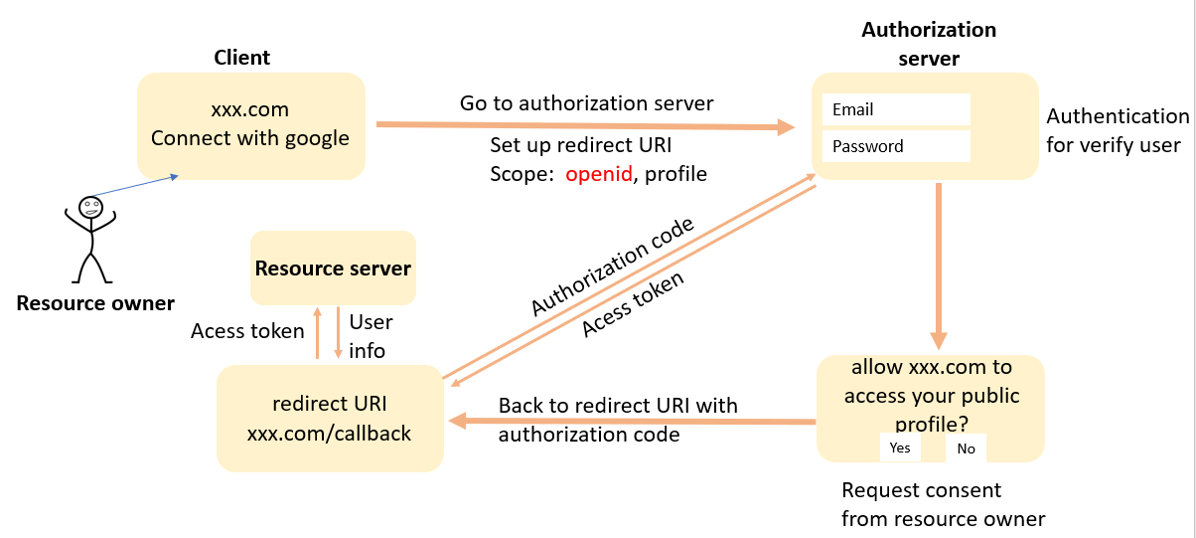 Client
xxx.com
Connect with google
Resource owner
Go to authorization server
Set up redirect URI
Scope: openid, profile
Authorization
server
Email
Password
Authentication
for verify user
Authorization code
Acess token
Resource server
Acess token
User
info
redirect URI
xxx.com/callback
Back to redirect URI with
authorization code
allow xxx.com to
access your public
profile?
Yes
No
Request consent
from resource owner